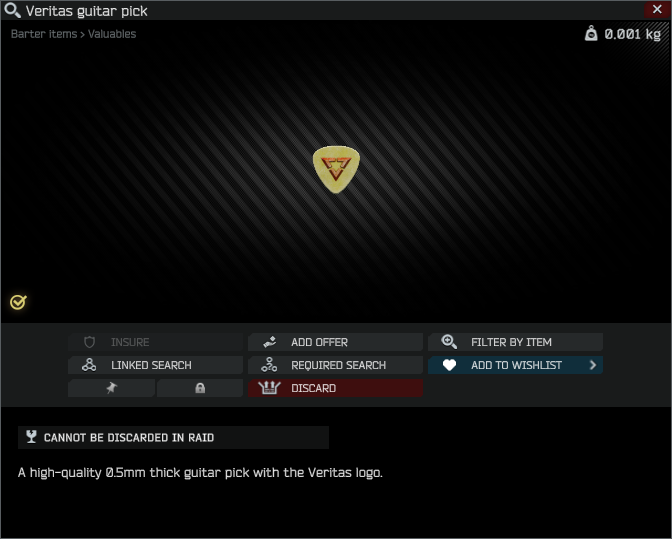 Veritas guitar pick
Barter items > Valuables
0.001 kg
INSURE
ADD OFFER
FILTER BY ITEM
LINKED SEARCH
REQUIRED SEARCH
ADD TO WISHLIST
DISCARD
CANNOT BE DISCARDED IN RAID
A high-quality 0.5mm thick guitar pick with the Veritas logo.